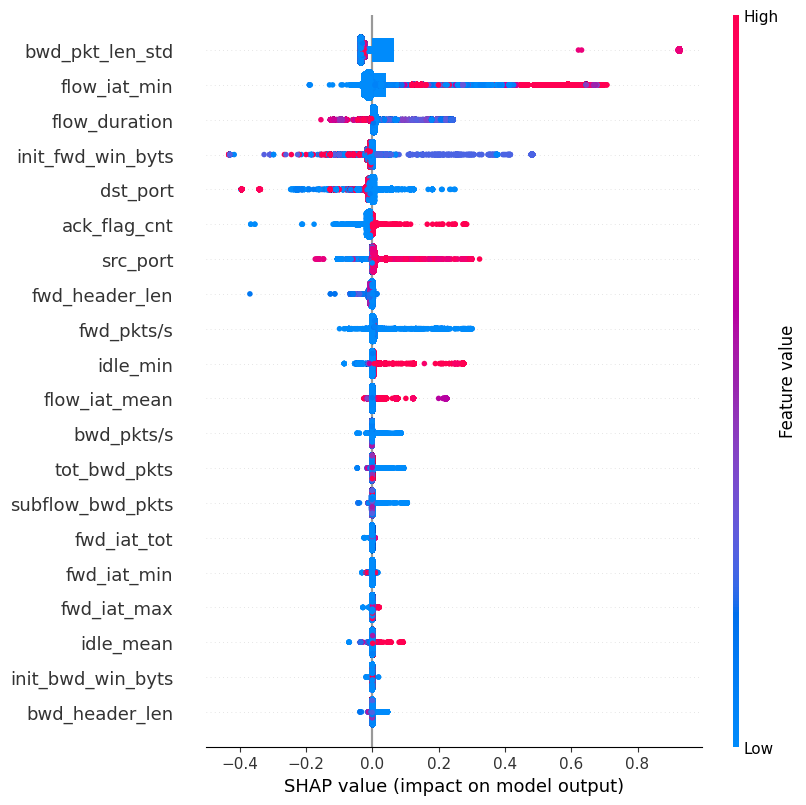 High
bwd_pkt_len_std
flow_iat_min
flow_duration
init_fwd_win_byts
dst_port
ack_flag_cnt
src_port
fwd_header_len
fwd_pkts/s
idle_min
flow_iat_mean
bwd_pkts/s
tot_bwd_pkts
subflow_bwd_pkts
fwd_iat_tot
fwd_iat_min
fwd_iat_max
idle_mean
init_bwd_win_byts
bwd_header_len
Feature value
Low
−0.4 −0.2 0.0 0.2 0.4 0.6 0.8
SHAP value (impact on model output)